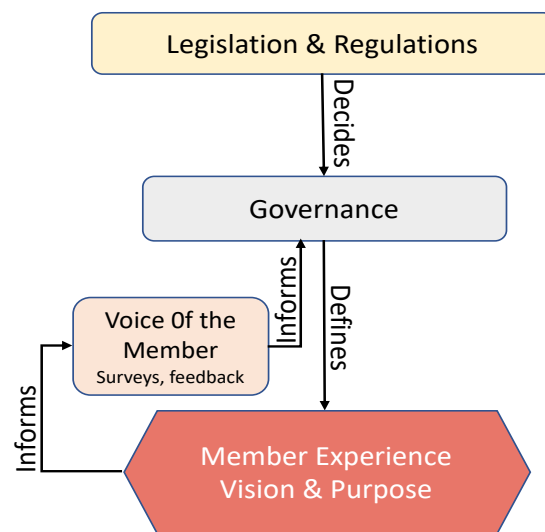 Legislation & Regulations
Decides
Governance
Informs
Defines
Voice 0f the
Member
Surveys, feedback
Informs
Member Experience
Vision & Purpose